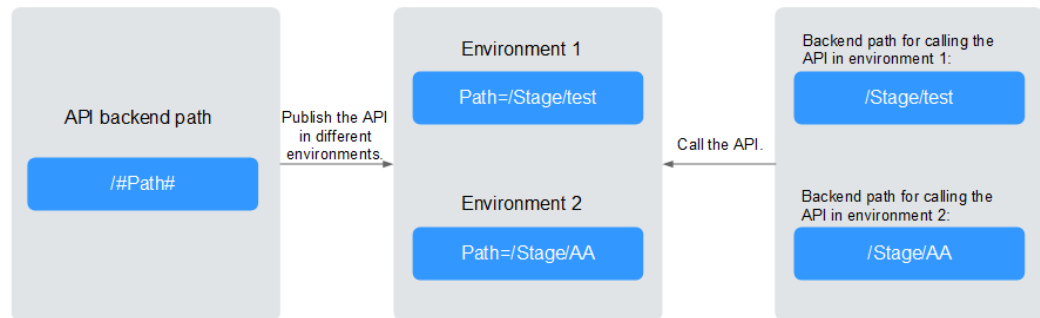 API backend path
/#Path#
Publish the API
in different
environments.
Environment 1
Path=/Stage/test
Environment 2
Path=/Stage/AA
Call the API.
Backend path for calling the
API in environment 1:
/Stage/test
Backend path for calling the
API in environment 2:
/Stage/AA